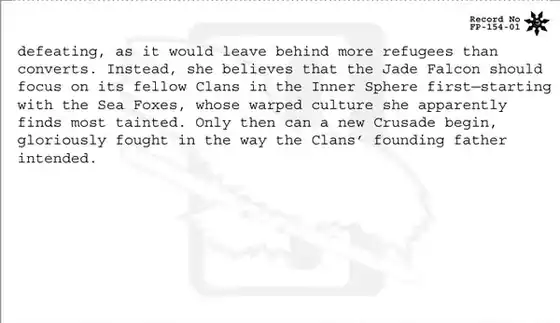 Record No
FP-154-01
defeating, as it would leave behind more refugees than
converts. Instead, she believes that the Jade Falcon should
focus on its fellow Clans in the Inner Sphere first—starting
with the Sea Foxes, whose warped culture she apparently
finds most tainted. Only then can a new Crusade begin,
gloriously fought in the way the Clans‘ founding father
intended.